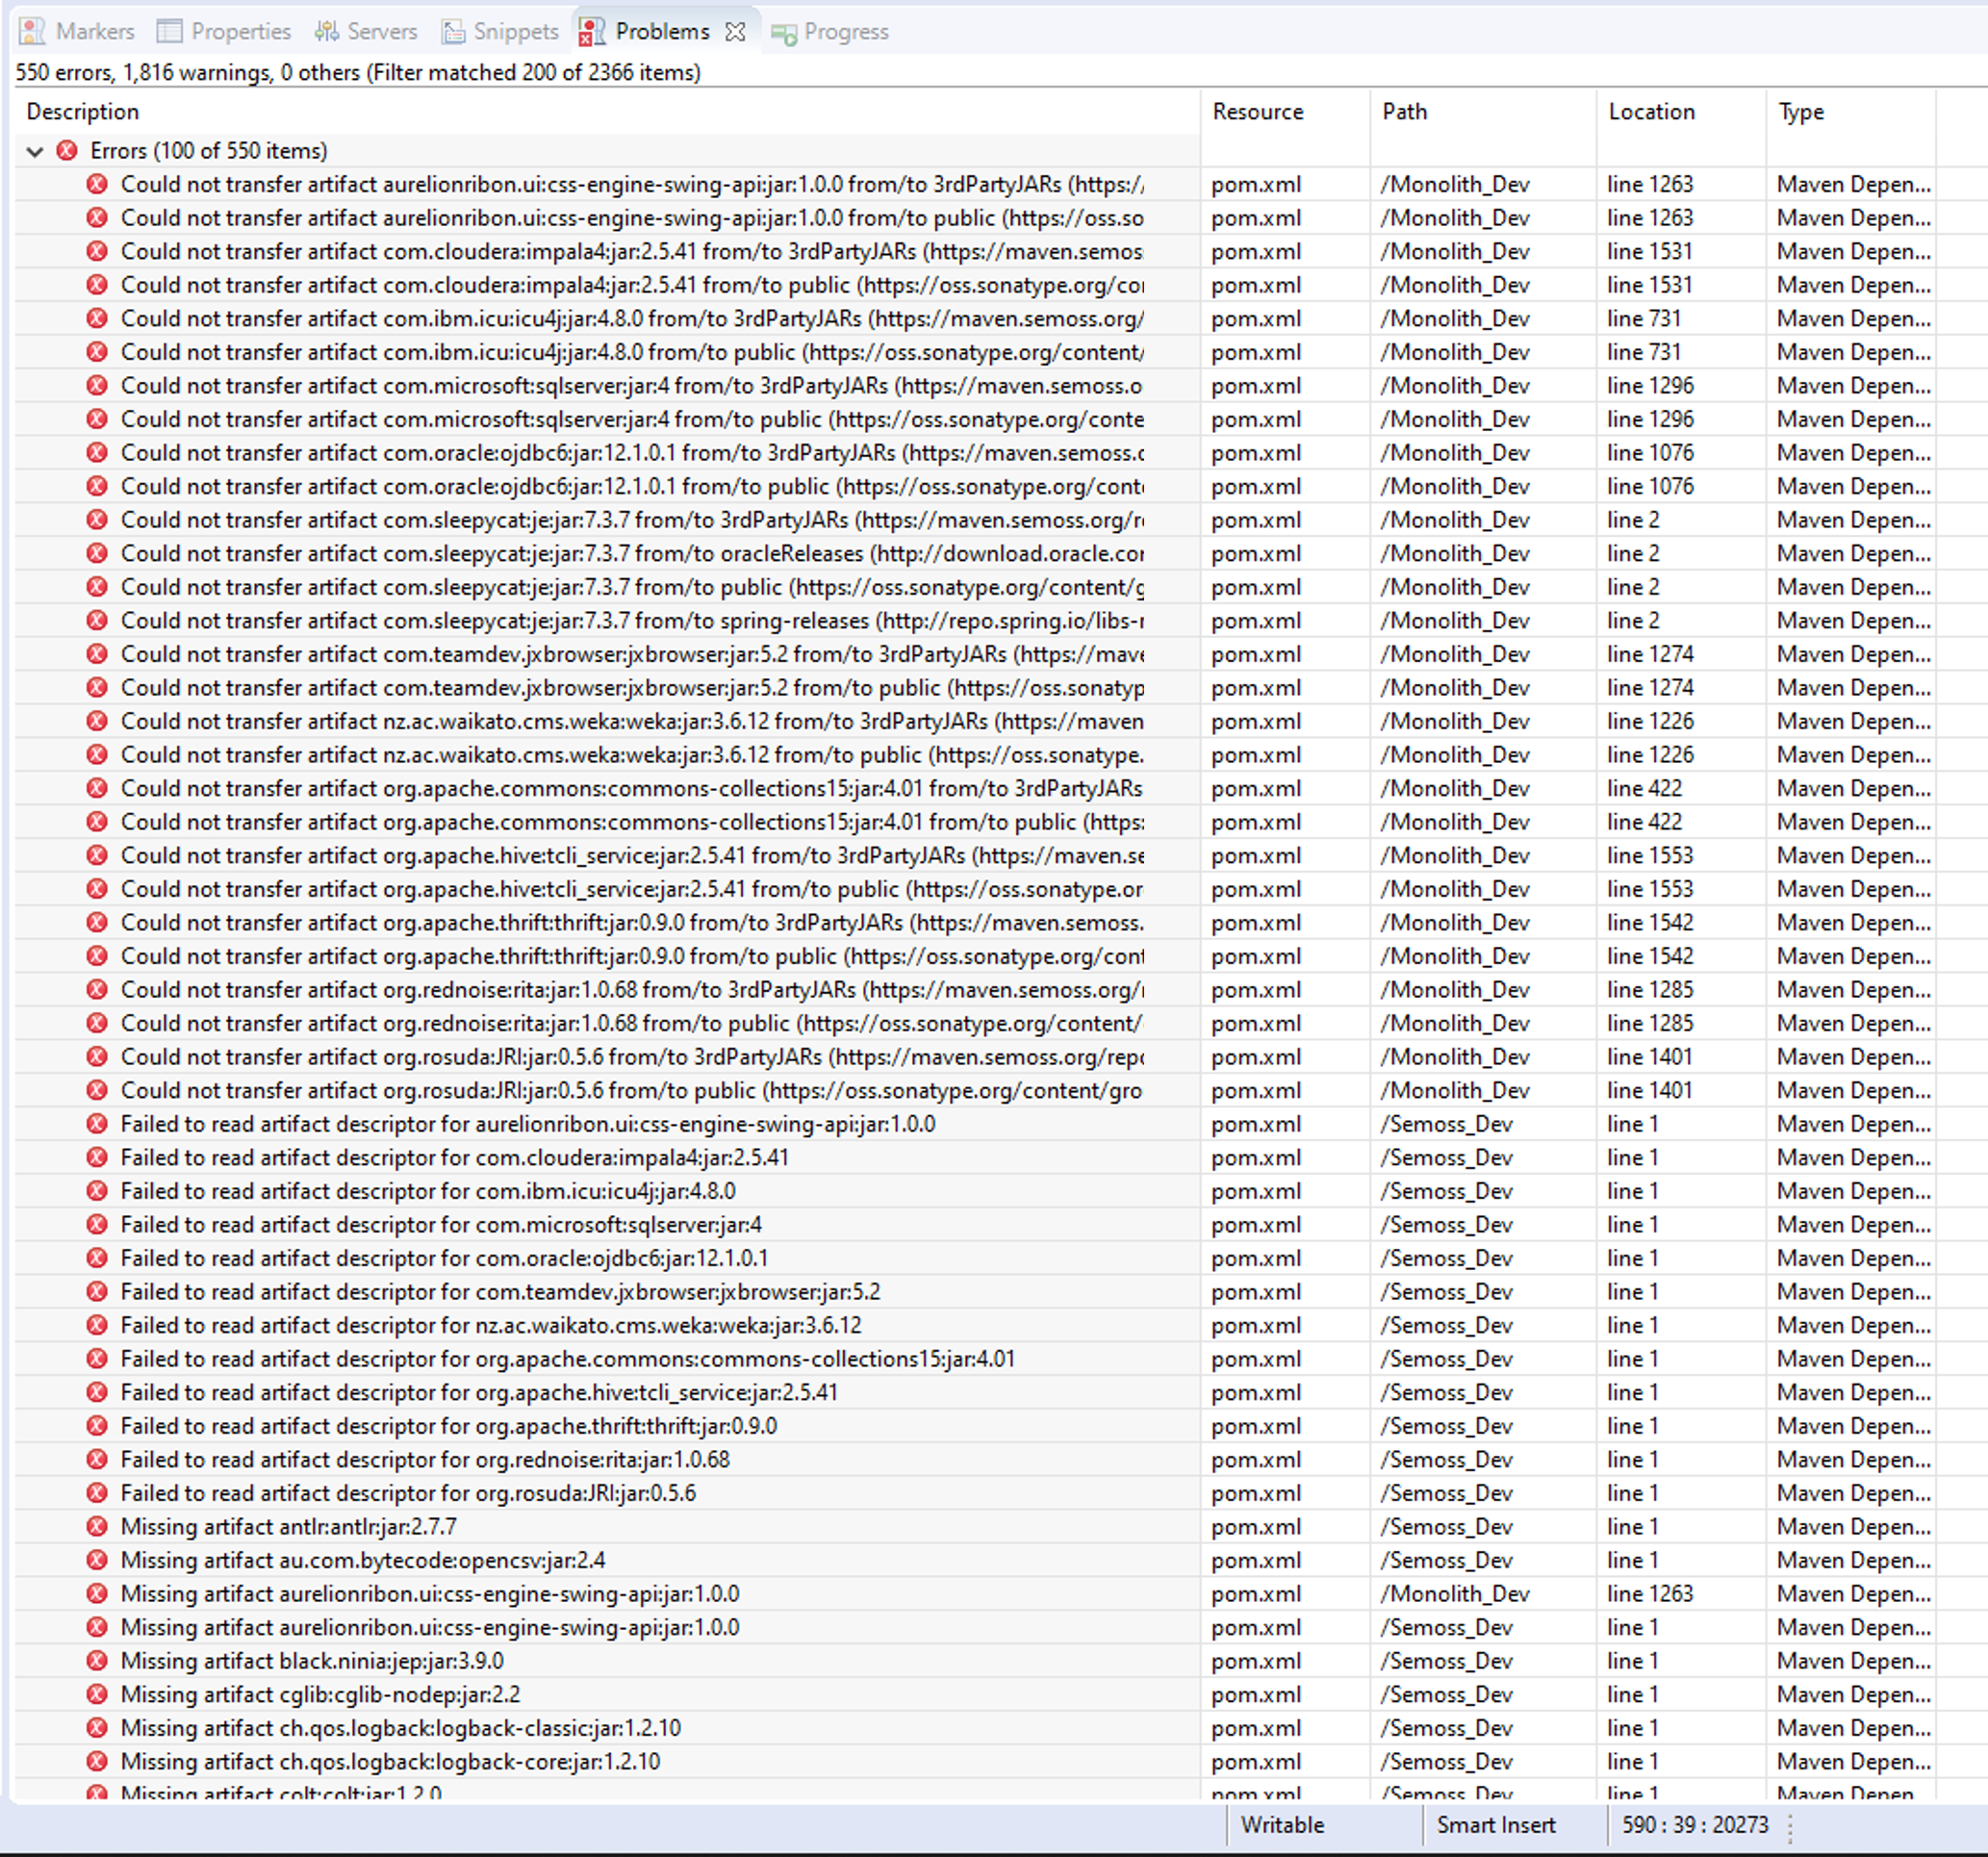 Markers Properties Servers Snippets Problems Progress
550 errors, 1,816 warnings, 0 others (Filter matched 200 of 2366 items)
Description Resource Path Location Type
Errors (100 of 550 items)
Could not transfer artifact aurelionribon.ui:css-engine-swing-api:jar:1.0.0 from/to 3rdPartyJARs (https:/ pom.xml /Monolith_Dev line 1263 Maven Depen...
Could not transfer artifact aurelionribon.ui:css-engine-swing-api:jar:1.0.0 from/to public (https://oss.so pom.xml /Monolith_Dev line 1263 Maven Depen...
Could not transfer artifact com.cloudera:impala4:jar:2.5.41 from/to 3rdPartyJARs (https://maven.semos pom.xml /Monolith_Dev line 1531 Maven Depen...
Could not transfer artifact com.cloudera:impala4:jar:2.5.41 from/to public (https://oss.sonatype.org/co pom.xml /Monolith_Dev line 1531 Maven Depen...
Could not transfer artifact com.ibm.icu:icu4j:jar:4.8.0 from/to 3rdPartyJARs (https://maven.semoss.org/ pom.xml /Monolith_Dev line 731 Maven Depen...
Could not transfer artifact com.ibm.icu:icu4j:jar:4.8.0 from/to public (https://oss.sonatype.org/content/ pom.xml /Monolith_Dev line 731 Maven Depen...
Could not transfer artifact com.microsoft:sqlserver:jar:4 from/to 3rdPartyJARs (https://maven.semoss.o pom.xml /Monolith_Dev line 1296 Maven Depen...
Could not transfer artifact com.microsoft:sqlserver:jar:4 from/to public (https://oss.sonatype.org/conte pom.xml /Monolith_Dev line 1296 Maven Depen...
Could not transfer artifact com.oracle:ojdbc6:jar:12.1.0.1 from/to 3rdPartyJARs (https://maven.semoss. pom.xml /Monolith_Dev line 1076 Maven Depen...
Could not transfer artifact com.oracle:ojdbc6:jar:12.1.0.1 from/to public (https://oss.sonatype.org/cont pom.xml /Monolith_Dev line 1076 Maven Depen...
Could not transfer artifact com.sleepycat:je:jar:7.3.7 from/to 3rdPartyJARs (https://maven.semoss.org/r pom.xml /Monolith_Dev line 2 Maven Depen...
Could not transfer artifact com.sleepycat:je:jar:7.3.7 from/to oracleReleases (http://download.oracle.co pom.xml /Monolith_Dev line 2 Maven Depen...
Could not transfer artifact com.sleepycat:je:jar:7.3.7 from/to public (https://oss.sonatype.org/content/g pom.xml /Monolith_Dev line 2 Maven Depen...
Could not transfer artifact com.sleepycat:je:jar:7.3.7 from/to spring-releases (http://repo.spring.io/libs- pom.xml /Monolith_Dev line 2 Maven Depen...
Could not transfer artifact com.teamdev.jxbrowser:jxbrowser:jar:5.2 from/to 3rdPartyJARs (https://mave pom.xml /Monolith_Dev line 1274 Maven Depen...
Could not transfer artifact com.teamdev.jxbrowser:jxbrowser:jar:5.2 from/to public (https://oss.sonatyp pom.xml /Monolith_Dev line 1274 Maven Depen...
Could not transfer artifact nz.ac.waikato.cms.weka:weka:jar:3.6.12 from/to 3rdPartyJARs (https://maven pom.xml /Monolith_Dev line 1226 Maven Depen...
Could not transfer artifact nz.ac.waikato.cms.weka:weka:jar:3.6.12 from/to public (https://oss.sonatype. pom.xml /Monolith_Dev line 1226 Maven Depen...
Could not transfer artifact org.apache.commons:commons-collections15:jar:4.01 from/to 3rdPartyJARs pom.xml /Monolith_Dev line 422 Maven Depen...
Could not transfer artifact org.apache.commons:commons-collections15:jar:4.01 from/to public (https: pom.xml /Monolith_Dev line 422 Maven Depen...
Could not transfer artifact org.apache.hive:tcli_service:jar:2.5.41 from/to 3rdPartyJARs (https://maven.se pom.xml /Monolith_Dev line 1553 Maven Depen...
Could not transfer artifact org.apache.hive:tcli_service:jar:2.5.41 from/to public (https://oss.sonatype.or pom.xml /Monolith_Dev line 1553 Maven Depen...
Could not transfer artifact org.apache.thrift:thrift:jar:0.9.0 from/to 3rdPartyJARs (https://maven.semoss. pom.xml /Monolith_Dev line 1542 Maven Depen...
Could not transfer artifact org.apache.thrift:thrift:jar:0.9.0 from/to public (https://oss.sonatype.org/cont pom.xml /Monolith_Dev line 1542 Maven Depen...
Could not transfer artifact org.rednoise:rita:jar:1.0.68 from/to 3rdPartyJARs (https://maven.semoss.org/ pom.xml /Monolith_Dev line 1285 Maven Depen...
Could not transfer artifact org.rednoise:rita:jar:1.0.68 from/to public (https://oss.sonatype.org/content/ pom.xml /Monolith_Dev line 1285 Maven Depen...
Could not transfer artifact org.rosuda:JRI:jar:0.5.6 from/to 3rdPartyJARs (https://maven.semoss.org/repo pom.xml /Monolith_Dev line 1401 Maven Depen...
Could not transfer artifact org.rosuda:JRI:jar:0.5.6 from/to public (https://oss.sonatype.org/content/gro pom.xml /Monolith_Dev line 1401 Maven Depen...
Failed to read artifact descriptor for aurelionribon.ui:css-engine-swing-api:jar:1.0.0 pom.xml /Semoss_Dev line 1 Maven Depen...
Failed to read artifact descriptor for com.cloudera:impala4:jar:2.5.41 pom.xml /Semoss_Dev line 1 Maven Depen...
Failed to read artifact descriptor for com.ibm.icu:icu4j:jar:4.8.0 pom.xml /Semoss_Dev line 1 Maven Depen...
Failed to read artifact descriptor for com.microsoft:sqlserver:jar:4 pom.xml /Semoss_Dev line 1 Maven Depen...
Failed to read artifact descriptor for com.oracle:ojdbc6:jar:12.1.0.1 pom.xml /Semoss_Dev line 1 Maven Depen...
Failed to read artifact descriptor for com.teamdev.jxbrowser:jxbrowser:jar:5.2 pom.xml /Semoss_Dev line 1 Maven Depen...
Failed to read artifact descriptor for nz.ac.waikato.cms.weka:weka:jar:3.6.12 pom.xml /Semoss_Dev line 1 Maven Depen...
Failed to read artifact descriptor for org.apache.commons:commons-collections15:jar:4.01 pom.xml /Semoss_Dev line 1 Maven Depen...
Failed to read artifact descriptor for org.apache.hive:tcli_service:jar:2.5.41 pom.xml /Semoss_Dev line 1 Maven Depen...
Failed to read artifact descriptor for org.apache.thrift:thrift:jar:0.9.0 pom.xml /Semoss_Dev line 1 Maven Depen...
Failed to read artifact descriptor for org.rednoise:rita:jar:1.0.68 pom.xml /Semoss_Dev line 1 Maven Depen...
Failed to read artifact descriptor for org.rosuda:JRI:jar:0.5.6 pom.xml /Semoss_Dev line 1 Maven Depen...
Missing artifact antlr:antlr:jar:2.7.7 pom.xml /Semoss_Dev line 1 Maven Depen...
Missing artifact au.com.bytecode:opencsv:jar:2.4 pom.xml /Semoss_Dev line 1 Maven Depen...
Missing artifact aurelionribon.ui:css-engine-swing-api:jar:1.0.0 pom.xml /Monolith_Dev line 1263 Maven Depen...
Missing artifact aurelionribon.ui:css-engine-swing-api:jar:1.0.0 pom.xml /Semoss_Dev line 1 Maven Depen...
Missing artifact black.ninia:jep:jar:3.9.0 pom.xml /Semoss_Dev line 1 Maven Depen...
Missing artifact cglib:cglib-nodep:jar:2.2 pom.xml /Semoss_Dev line 1 Maven Depen...
Missing artifact ch.qos.logback:logback-classic:jar:1.2.10 pom.xml /Semoss_Dev line 1 Maven Depen...
Missing artifact ch.qos.logback:logback-core:jar:1.2.10 pom.xml /Semoss_Dev line 1 Maven Depen...
Missing artifact colt:colt:jar:1.2.0 pom.xml /Semoss_Dev line 1 Maven Depen
Writable Smart Insert 590 : 39 : 20273